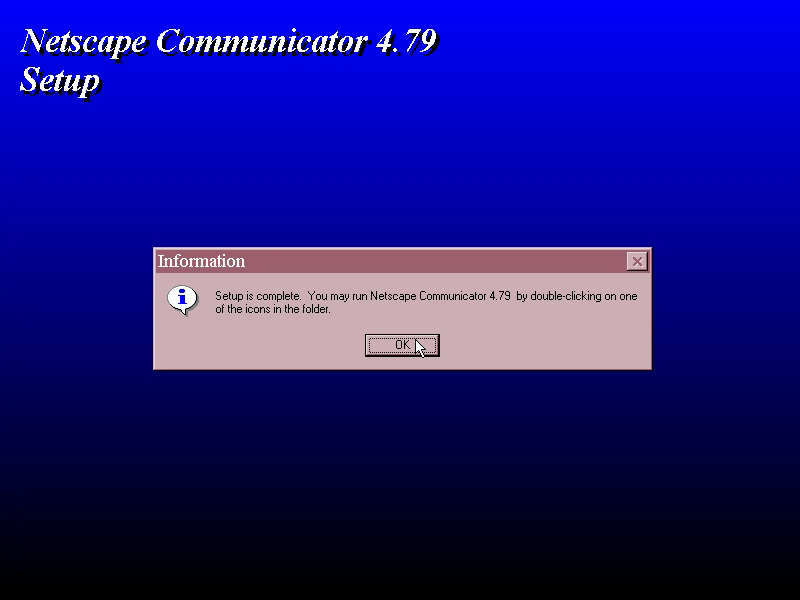 Netscape Communicator 4.79
Setup
Information
Setup is complete.  You may run Netscape Communicator 4.79  by double-clicking on one
of the icons in the folder.
OK